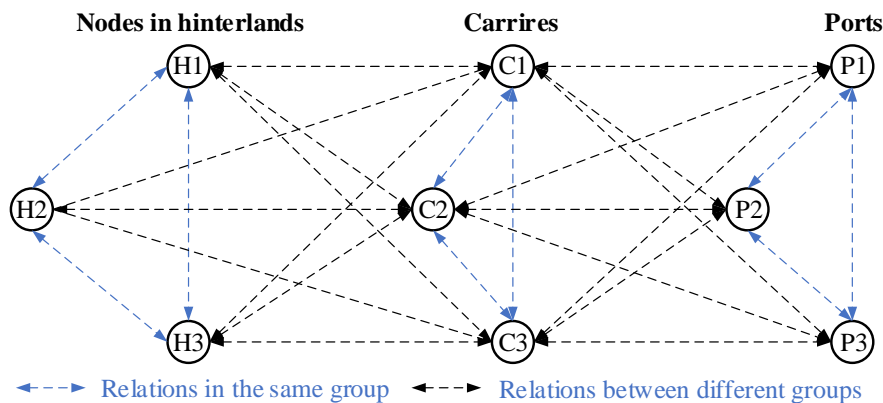 Nodes in hinterlands Carrires Ports
H1 C1 P1
H2 C2 P2
H3 C3 P3
Relations in the same group Relations between different groups